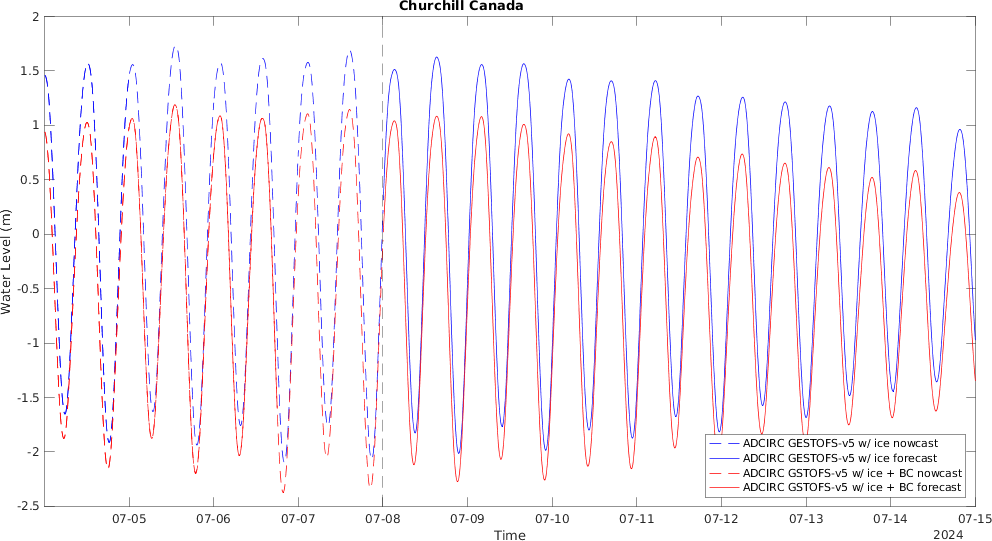 Churchill Canada
2
1.5
1
0.5
0
-0.5
-1
-1.5
-2
-2.5
Water Level (m)
07-05 07-06 07-07 07-08 07-09 07-10 07-11 07-12 07-13 07-14 07-15
Time
2024
ADCIRC GESTOFS-v5 w/ ice nowcast
ADCIRC GESTOFS-v5 w/ ice forecast
ADCIRC GSTOFS-v5 w/ ice + BC nowcast
ADCIRC GSTOFS-v5 w/ ice + BC forecast